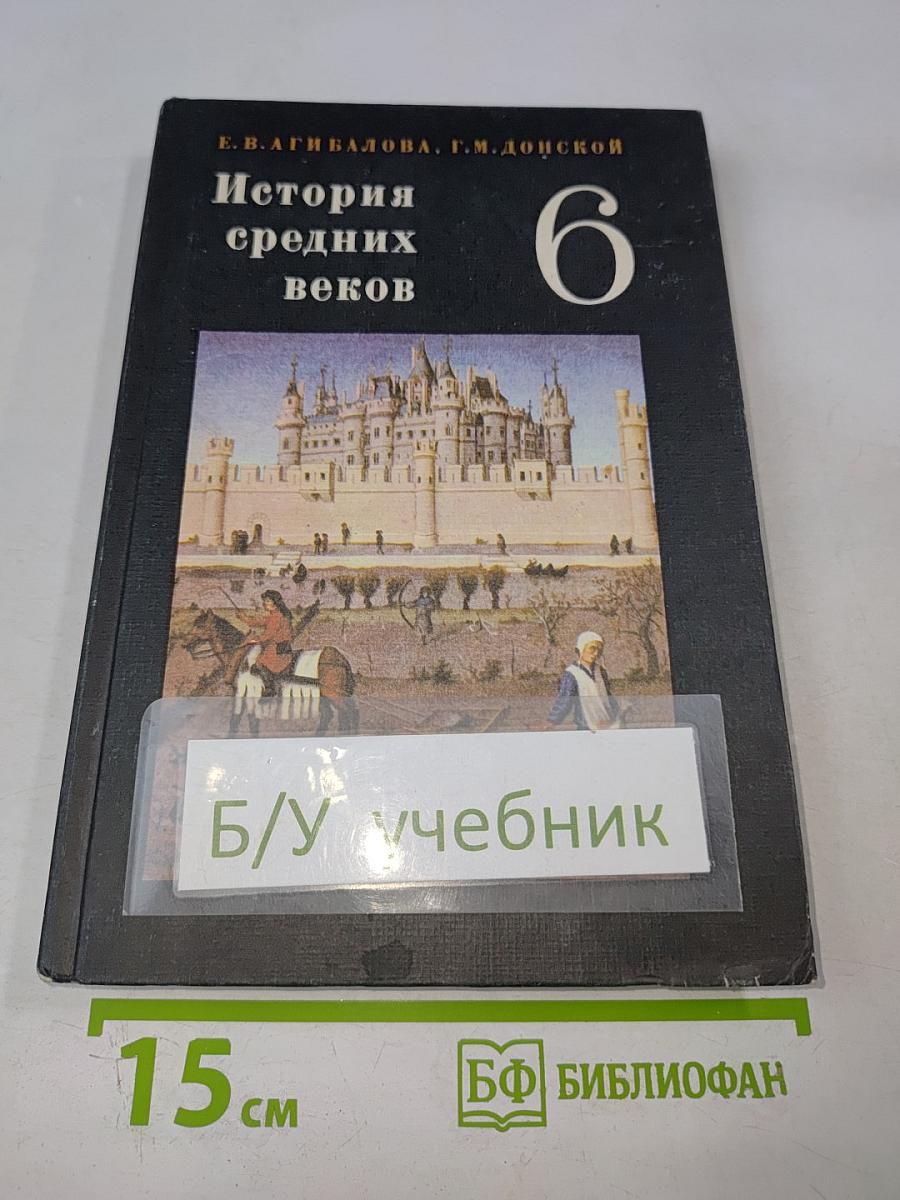 Е. В. АГИБАЛОВА, Г. М. ДОНСКОЙ
История
средних
веков
6
Б/У учебник
15 см
БФ БИБЛИОФАН